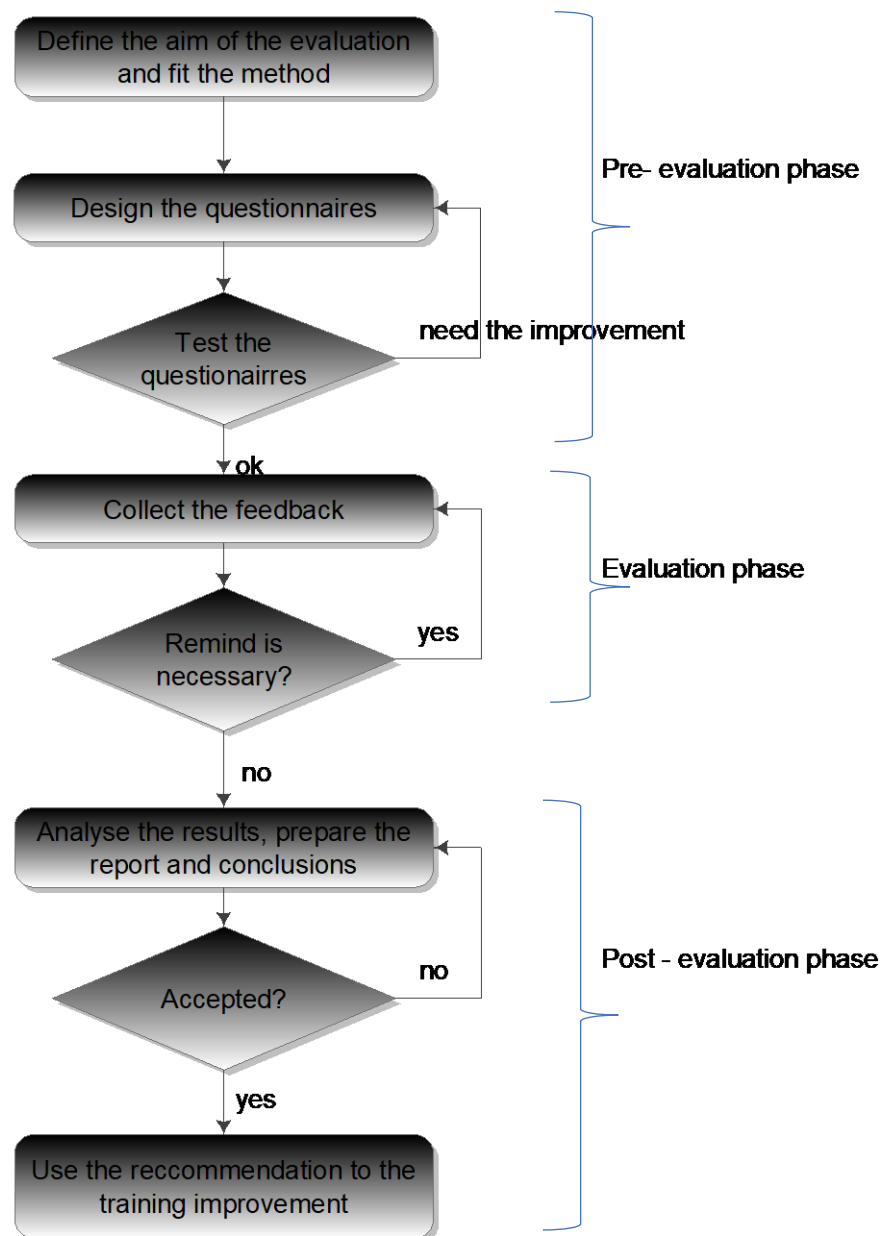 Define the aim of the evaluation
and fit the method
Pre- evaluation phase
Design the questionnaires
need the improvement
Test the
questionairres
ok
Collect the feedback
Evaluation phase
yes
Remind is
necessary?
no
Analyse the results, prepare the
report and conclusions
Post - evaluation phase
no
Accepted?
yes
Use the reccommendation to the
training improvement